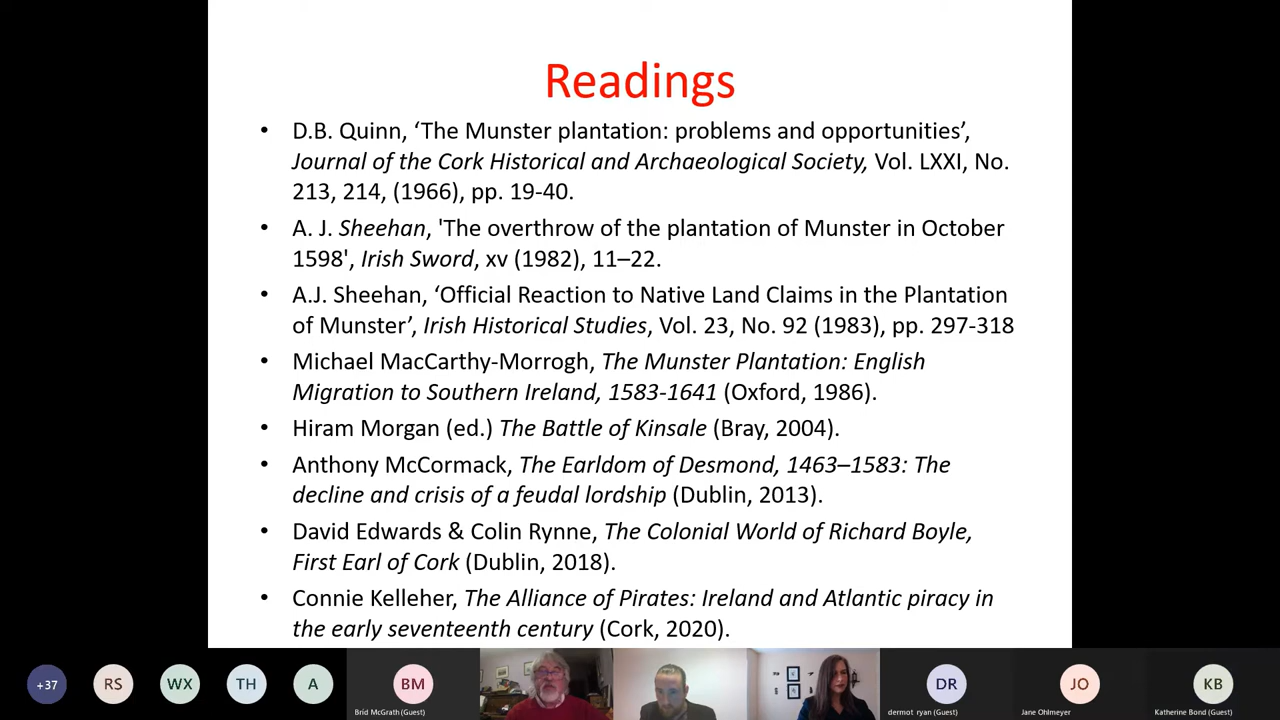 Readings
• D.B. Quinn, ‘The Munster plantation: problems and opportunities’,
Journal of the Cork Historical and Archaeological Society, Vol. LXXI, No.
213, 214, (1966), pp. 19-40.
• A. J. Sheehan, 'The overthrow of the plantation of Munster in October
1598', Irish Sword, xv (1982), 11–22.
• A.J. Sheehan, ‘Official Reaction to Native Land Claims in the Plantation
of Munster’, Irish Historical Studies, Vol. 23, No. 92 (1983), pp. 297-318
• Michael MacCarthy-Morrogh, The Munster Plantation: English
Migration to Southern Ireland, 1583-1641 (Oxford, 1986).
• Hiram Morgan (ed.) The Battle of Kinsale (Bray, 2004).
• Anthony McCormack, The Earldom of Desmond, 1463–1583: The
decline and crisis of a feudal lordship (Dublin, 2013).
• David Edwards & Colin Rynne, The Colonial World of Richard Boyle,
First Earl of Cork (Dublin, 2018).
• Connie Kelleher, The Alliance of Pirates: Ireland and Atlantic piracy in
the early seventeenth century (Cork, 2020).
+37 RS WX TH A BM DR JO KB
Brid McGrath (Guest) dermot ryan (Guest) Jane Ohlmeyer Katherine Bond (Guest)